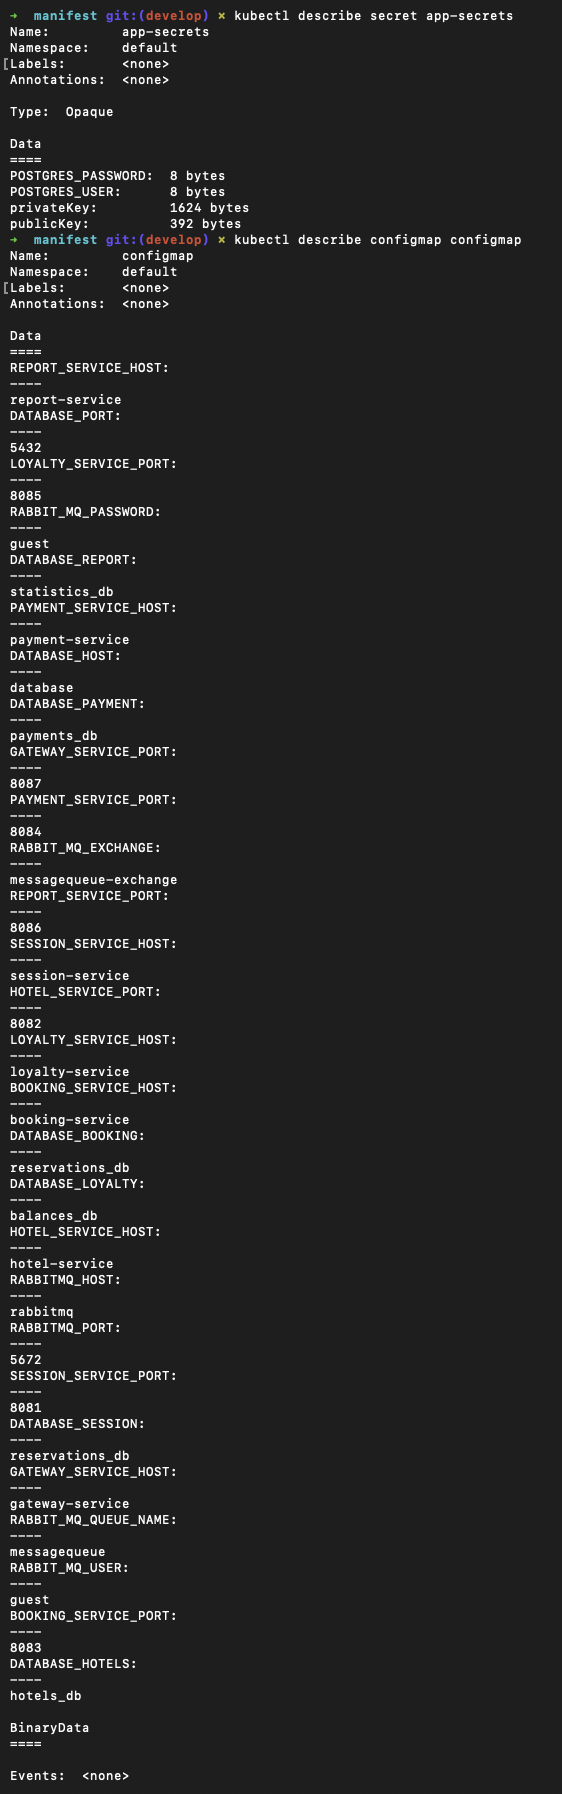 ➜  manifest git:(develop) ✗ kubectl describe secret app-secrets
Name:         app-secrets
Namespace:    default
[Labels:       <none>
Annotations:  <none>

Type:  Opaque

Data
====
POSTGRES_PASSWORD:  8 bytes
POSTGRES_USER:      8 bytes
privateKey:         1624 bytes
publicKey:          392 bytes
➜  manifest git:(develop) ✗ kubectl describe configmap configmap
Name:         configmap
Namespace:    default
[Labels:       <none>
Annotations:  <none>

Data
====
REPORT_SERVICE_HOST:
----
report-service
DATABASE_PORT:
----
5432
LOYALTY_SERVICE_PORT:
----
8085
RABBIT_MQ_PASSWORD:
----
guest
DATABASE_REPORT:
----
statistics_db
PAYMENT_SERVICE_HOST:
----
payment-service
DATABASE_HOST:
----
database
DATABASE_PAYMENT:
----
payments_db
GATEWAY_SERVICE_PORT:
----
8087
PAYMENT_SERVICE_PORT:
----
8084
RABBIT_MQ_EXCHANGE:
----
messagequeue-exchange
REPORT_SERVICE_PORT:
----
8086
SESSION_SERVICE_HOST:
----
session-service
HOTEL_SERVICE_PORT:
----
8082
LOYALTY_SERVICE_HOST:
----
loyalty-service
BOOKING_SERVICE_HOST:
----
booking-service
DATABASE_BOOKING:
----
reservations_db
DATABASE_LOYALTY:
----
balances_db
HOTEL_SERVICE_HOST:
----
hotel-service
RABBITMQ_HOST:
----
rabbitmq
RABBITMQ_PORT:
----
5672
SESSION_SERVICE_PORT:
----
8081
DATABASE_SESSION:
----
reservations_db
GATEWAY_SERVICE_HOST:
----
gateway-service
RABBIT_MQ_QUEUE_NAME:
----
messagequeue
RABBIT_MQ_USER:
----
guest
BOOKING_SERVICE_PORT:
----
8083
DATABASE_HOTELS:
----
hotels_db

BinaryData
====

Events:  <none>